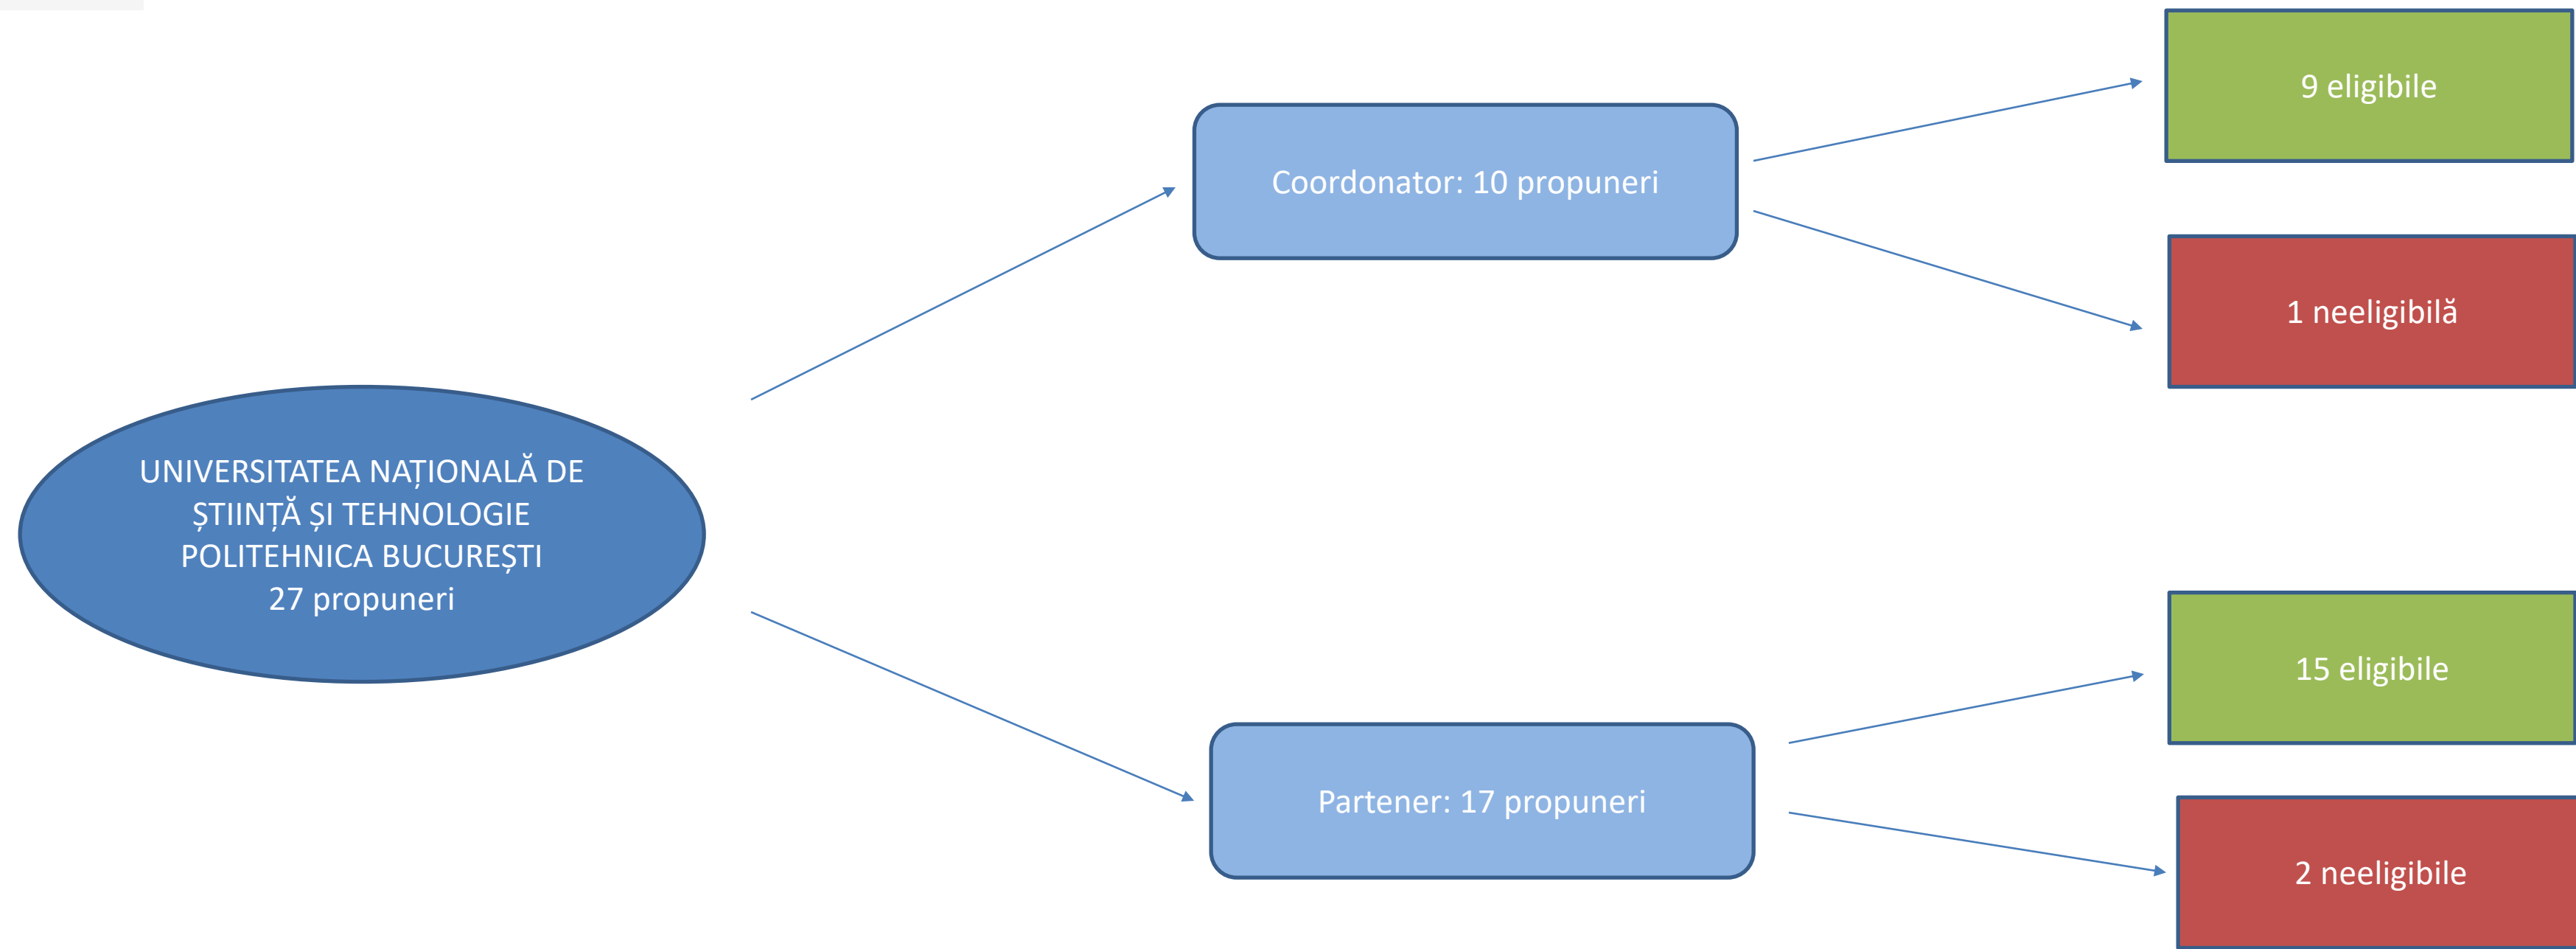 UNIVERSITATEA NAȚIONALĂ DE
ȘTIINȚĂ ȘI TEHNOLOGIE
POLITEHNICA BUCUREȘTI
27 propuneri
Coordonator: 10 propuneri
9 eligibile
1 neeligibilă
Partener: 17 propuneri
15 eligibile
2 neeligibile